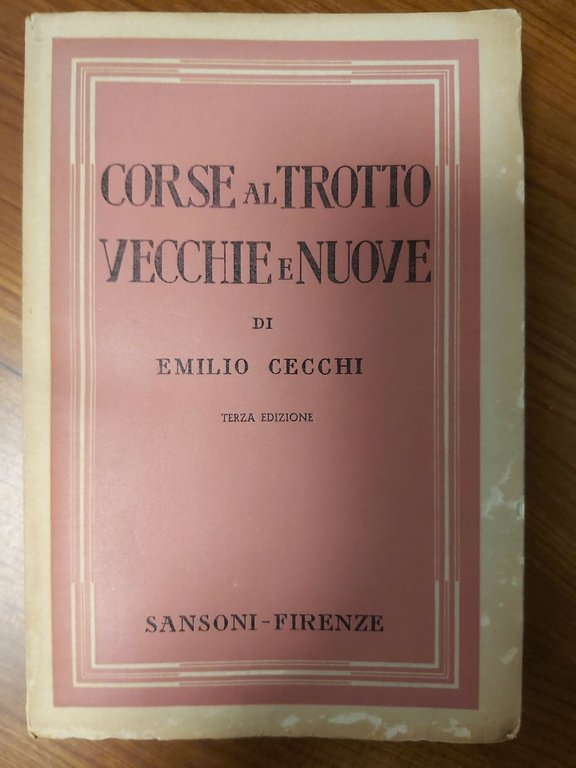 CORSE AL TROTTO
VECCHIE E NUOVE
DI
EMILIO CECCHI
TERZA EDIZIONE
SANSONI-FIRENZE